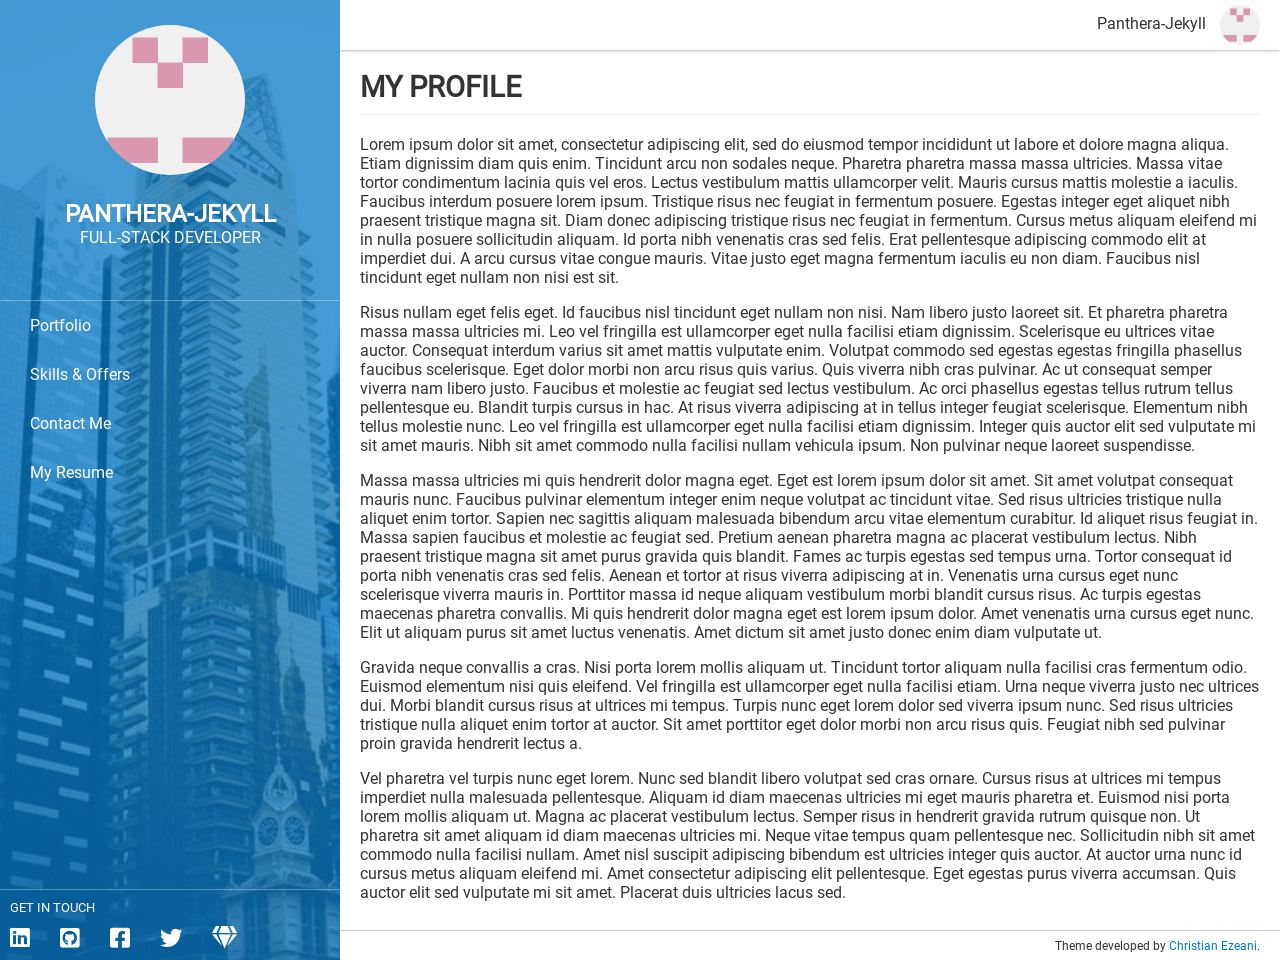 PANTHERA-JEKYLL
FULL-STACK DEVELOPER
Portfolio
Skills & Offers
Contact Me
My Resume
GET IN TOUCH
Panthera-Jekyll
MY PROFILE
Lorem ipsum dolor sit amet, consectetur adipiscing elit, sed do eiusmod tempor incididunt ut labore et dolore magna aliqua.
Etiam dignissim diam quis enim. Tincidunt arcu non sodales neque. Pharetra pharetra massa massa ultricies. Massa vitae
tortor condimentum lacinia quis vel eros. Lectus vestibulum mattis ullamcorper velit. Mauris cursus mattis molestie a iaculis.
Faucibus interdum posuere lorem ipsum. Tristique risus nec feugiat in fermentum posuere. Egestas integer eget aliquet nibh
praesent tristique magna sit. Diam donec adipiscing tristique risus nec feugiat in fermentum. Cursus metus aliquam eleifend mi
in nulla posuere sollicitudin aliquam. Id porta nibh venenatis cras sed felis. Erat pellentesque adipiscing commodo elit at
imperdiet dui. A arcu cursus vitae congue mauris. Vitae justo eget magna fermentum iaculis eu non diam. Faucibus nisl
tincidunt eget nullam non nisi est sit.
Risus nullam eget felis eget. Id faucibus nisl tincidunt eget nullam non nisi. Nam libero justo laoreet sit. Et pharetra pharetra
massa massa ultricies mi. Leo vel fringilla est ullamcorper eget nulla facilisi etiam dignissim. Scelerisque eu ultrices vitae
auctor. Consequat interdum varius sit amet mattis vulputate enim. Volutpat commodo sed egestas egestas fringilla phasellus
faucibus scelerisque. Eget dolor morbi non arcu risus quis varius. Quis viverra nibh cras pulvinar. Ac ut consequat semper
viverra nam libero justo. Faucibus et molestie ac feugiat sed lectus vestibulum. Ac orci phasellus egestas tellus rutrum tellus
pellentesque eu. Blandit turpis cursus in hac. At risus viverra adipiscing at in tellus integer feugiat scelerisque. Elementum nibh
tellus molestie nunc. Leo vel fringilla est ullamcorper eget nulla facilisi etiam dignissim. Integer quis auctor elit sed vulputate mi
sit amet mauris. Nibh sit amet commodo nulla facilisi nullam vehicula ipsum. Non pulvinar neque laoreet suspendisse.
Massa massa ultricies mi quis hendrerit dolor magna eget. Eget est lorem ipsum dolor sit amet. Sit amet volutpat consequat
mauris nunc. Faucibus pulvinar elementum integer enim neque volutpat ac tincidunt vitae. Sed risus ultricies tristique nulla
aliquet enim tortor. Sapien nec sagittis aliquam malesuada bibendum arcu vitae elementum curabitur. Id aliquet risus feugiat in.
Massa sapien faucibus et molestie ac feugiat sed. Pretium aenean pharetra magna ac placerat vestibulum lectus. Nibh
praesent tristique magna sit amet purus gravida quis blandit. Fames ac turpis egestas sed tempus urna. Tortor consequat id
porta nibh venenatis cras sed felis. Aenean et tortor at risus viverra adipiscing at in. Venenatis urna cursus eget nunc
scelerisque viverra mauris in. Porttitor massa id neque aliquam vestibulum morbi blandit cursus risus. Ac turpis egestas
maecenas pharetra convallis. Mi quis hendrerit dolor magna eget est lorem ipsum dolor. Amet venenatis urna cursus eget nunc.
Elit ut aliquam purus sit amet luctus venenatis. Amet dictum sit amet justo donec enim diam vulputate ut.
Gravida neque convallis a cras. Nisi porta lorem mollis aliquam ut. Tincidunt tortor aliquam nulla facilisi cras fermentum odio.
Euismod elementum nisi quis eleifend. Vel fringilla est ullamcorper eget nulla facilisi etiam. Urna neque viverra justo nec ultrices
dui. Morbi blandit cursus risus at ultrices mi tempus. Turpis nunc eget lorem dolor sed viverra ipsum nunc. Sed risus ultricies
tristique nulla aliquet enim tortor at auctor. Sit amet porttitor eget dolor morbi non arcu risus quis. Feugiat nibh sed pulvinar
proin gravida hendrerit lectus a.
Vel pharetra vel turpis nunc eget lorem. Nunc sed blandit libero volutpat sed cras ornare. Cursus risus at ultrices mi tempus
imperdiet nulla malesuada pellentesque. Aliquam id diam maecenas ultricies mi eget mauris pharetra et. Euismod nisi porta
lorem mollis aliquam ut. Magna ac placerat vestibulum lectus. Semper risus in hendrerit gravida rutrum quisque non. Ut
pharetra sit amet aliquam id diam maecenas ultricies mi. Neque vitae tempus quam pellentesque nec. Sollicitudin nibh sit amet
commodo nulla facilisi nullam. Amet nisl suscipit adipiscing bibendum est ultricies integer quis auctor. At auctor urna nunc id
cursus metus aliquam eleifend mi. Amet consectetur adipiscing elit pellentesque. Eget egestas purus viverra accumsan. Quis
auctor elit sed vulputate mi sit amet. Placerat duis ultricies lacus sed.
Theme developed by Christian Ezeani.